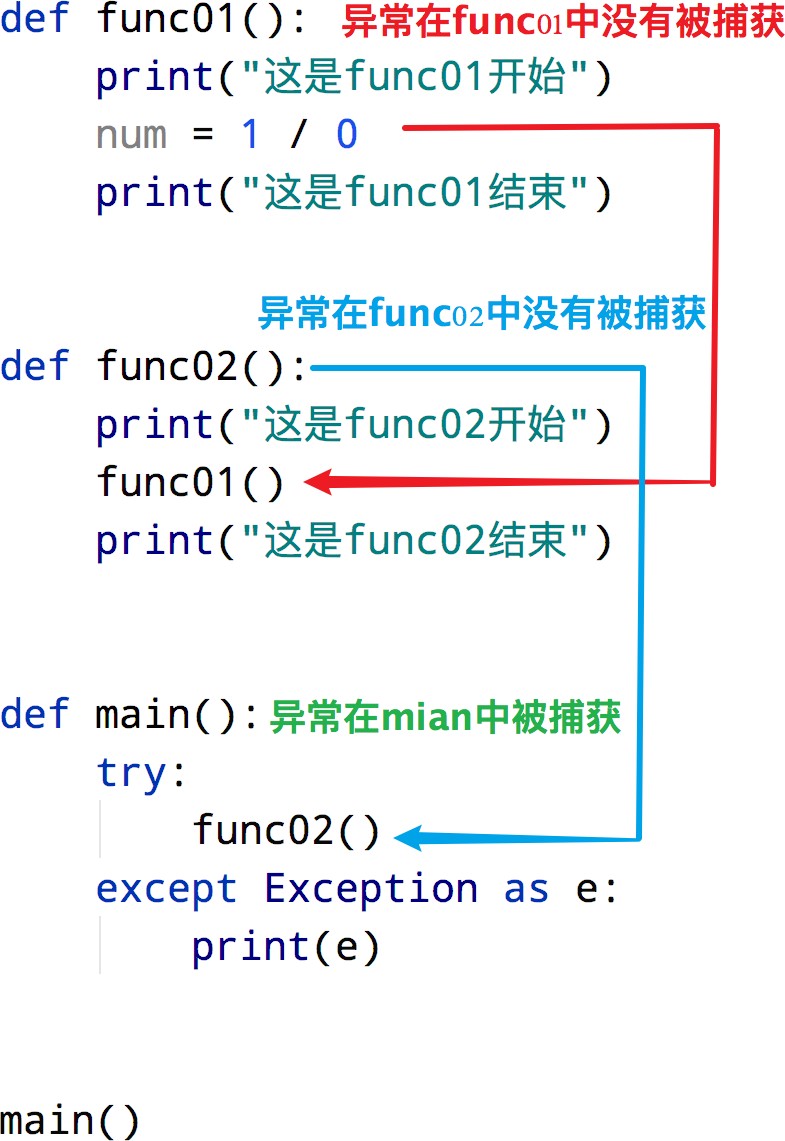 def func01(): 异常在func01中没有被捕获
    print("这是func01开始")
    num = 1 / 0
    print("这是func01结束")
异常在func02中没有被捕获
def func02():
    print("这是func02开始")
    func01()
    print("这是func02结束")
def main(): 异常在mian中被捕获
    try:
        func02()
    except Exception as e:
        print(e)
main()